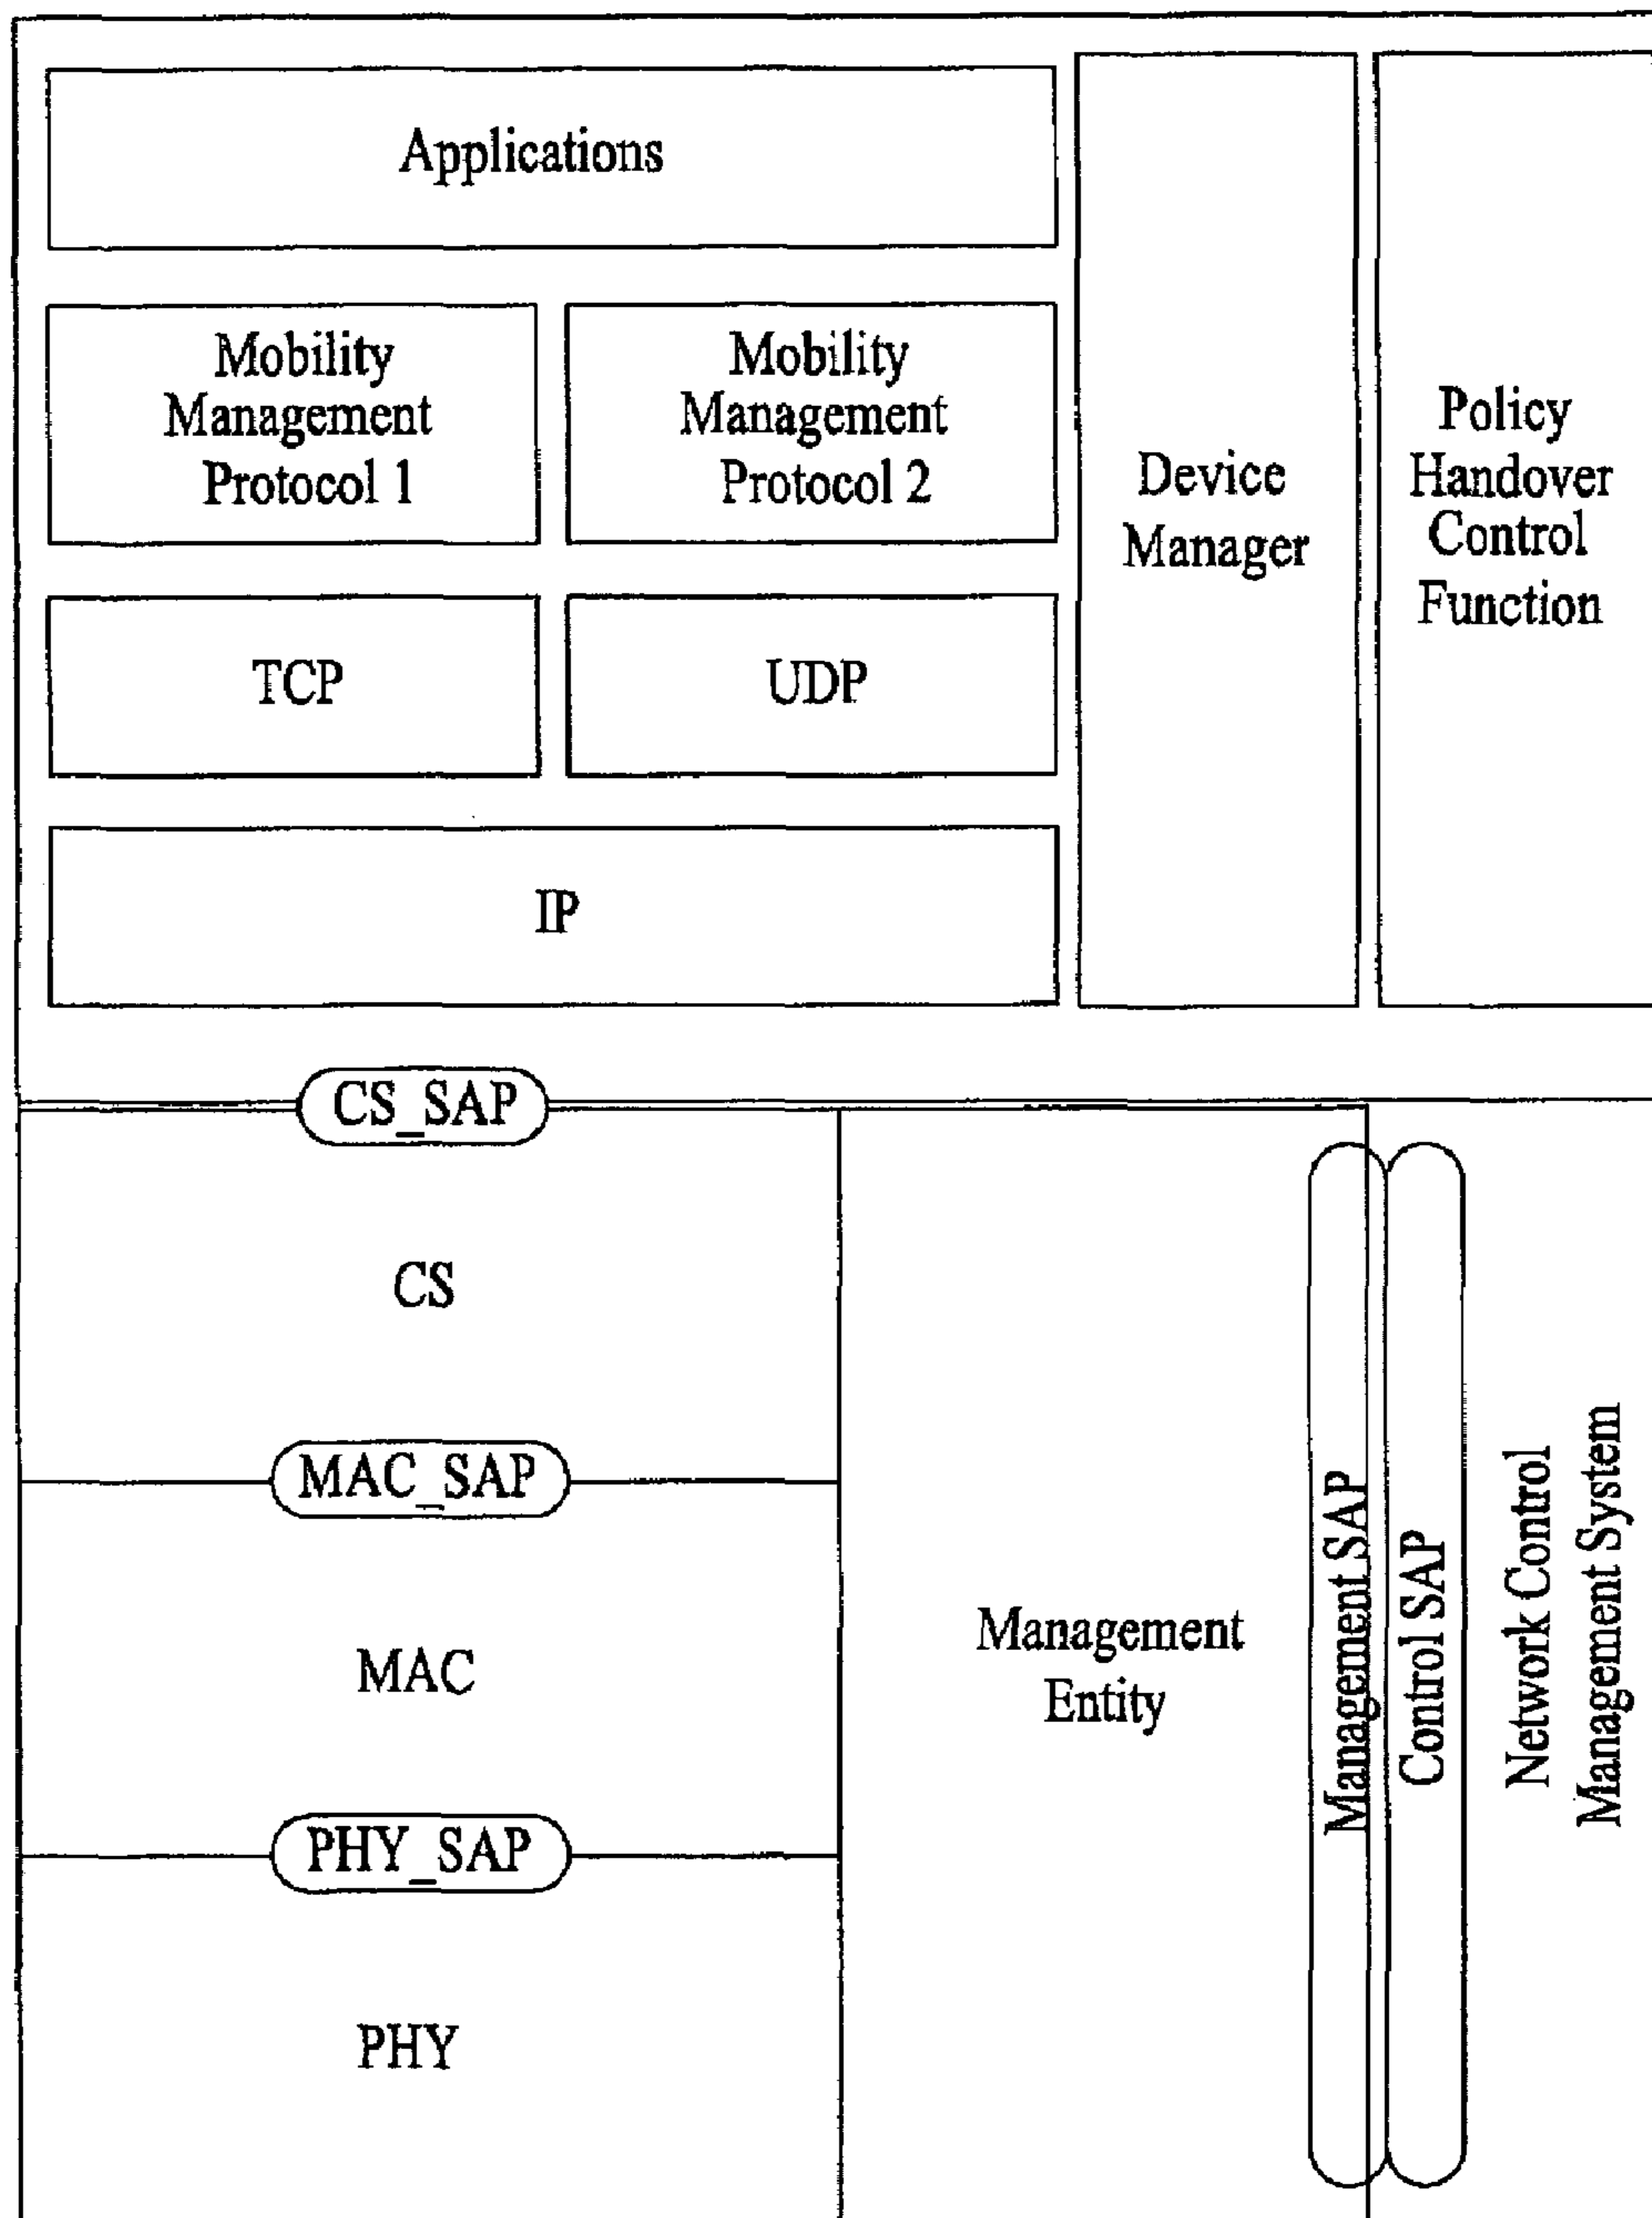 Applications
Mobility
Management
Protocol 1
Mobility
Management
Protocol 2
Device
Manager
Policy
Handover
Control
Function
TCP
UDP
IP
CS_SAP
CS
MAC_SAP
MAC
PHY_SAP
PHY
Management
Entity
Management SAP
Control SAP
Network Control
Management System